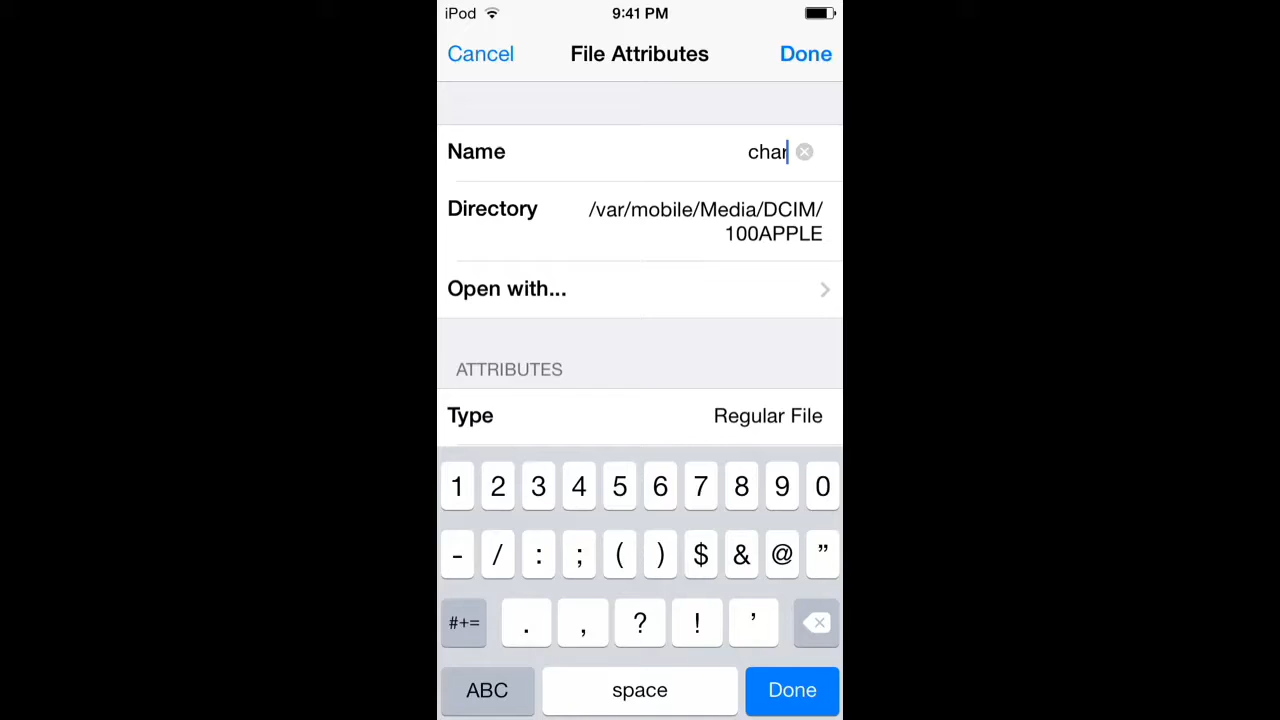 iPod 9:41 PM
Cancel File Attributes Done
Name char
Directory /var/mobile/Media/DCIM/
100APPLE
Open with...
ATTRIBUTES
Type Regular File
1 2 3 4 5 6 7 8 9 0
- / : ; ( ) $ & @ ”
#+= . , ? ! ’
ABC space Done